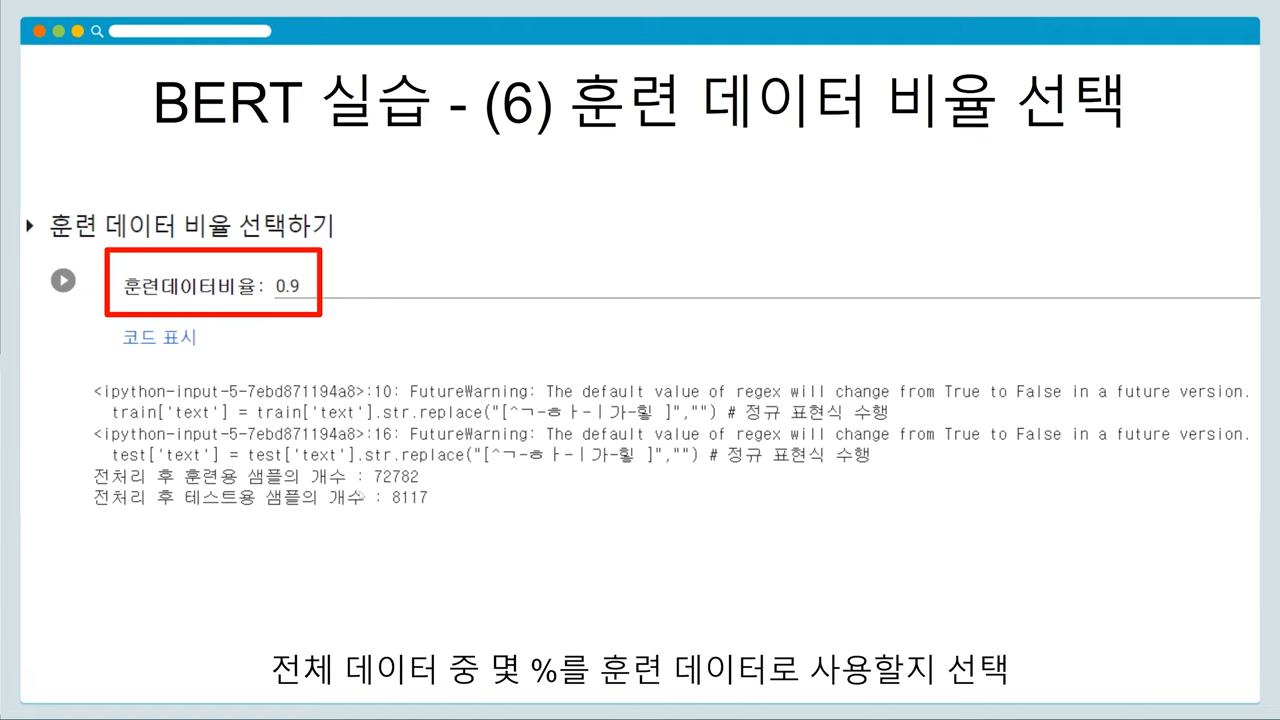 BERT 실습 - (6) 훈련 데이터 비율 선택
훈련 데이터 비율 선택하기
훈련데이터비율: 0.9
코드 표시
<ipython-input-5-7ebd871194a8>:10: FutureWarning: The default value of regex will change from True to False in a future version.
train['text'] = train['text'].str.replace("[^ㄱ-ㅎㅏ-ㅣ가-힣 ]","") # 정규 표현식 수행
<ipython-input-5-7ebd871194a8>:16: FutureWarning: The default value of regex will change from True to False in a future version.
test['text'] = test['text'].str.replace("[^ㄱ-ㅎㅏ-ㅣ가-힣 ]","") # 정규 표현식 수행
전처리 후 훈련용 샘플의 개수 : 72782
전처리 후 테스트용 샘플의 개수 : 8117
전체 데이터 중 몇 %를 훈련 데이터로 사용할지 선택